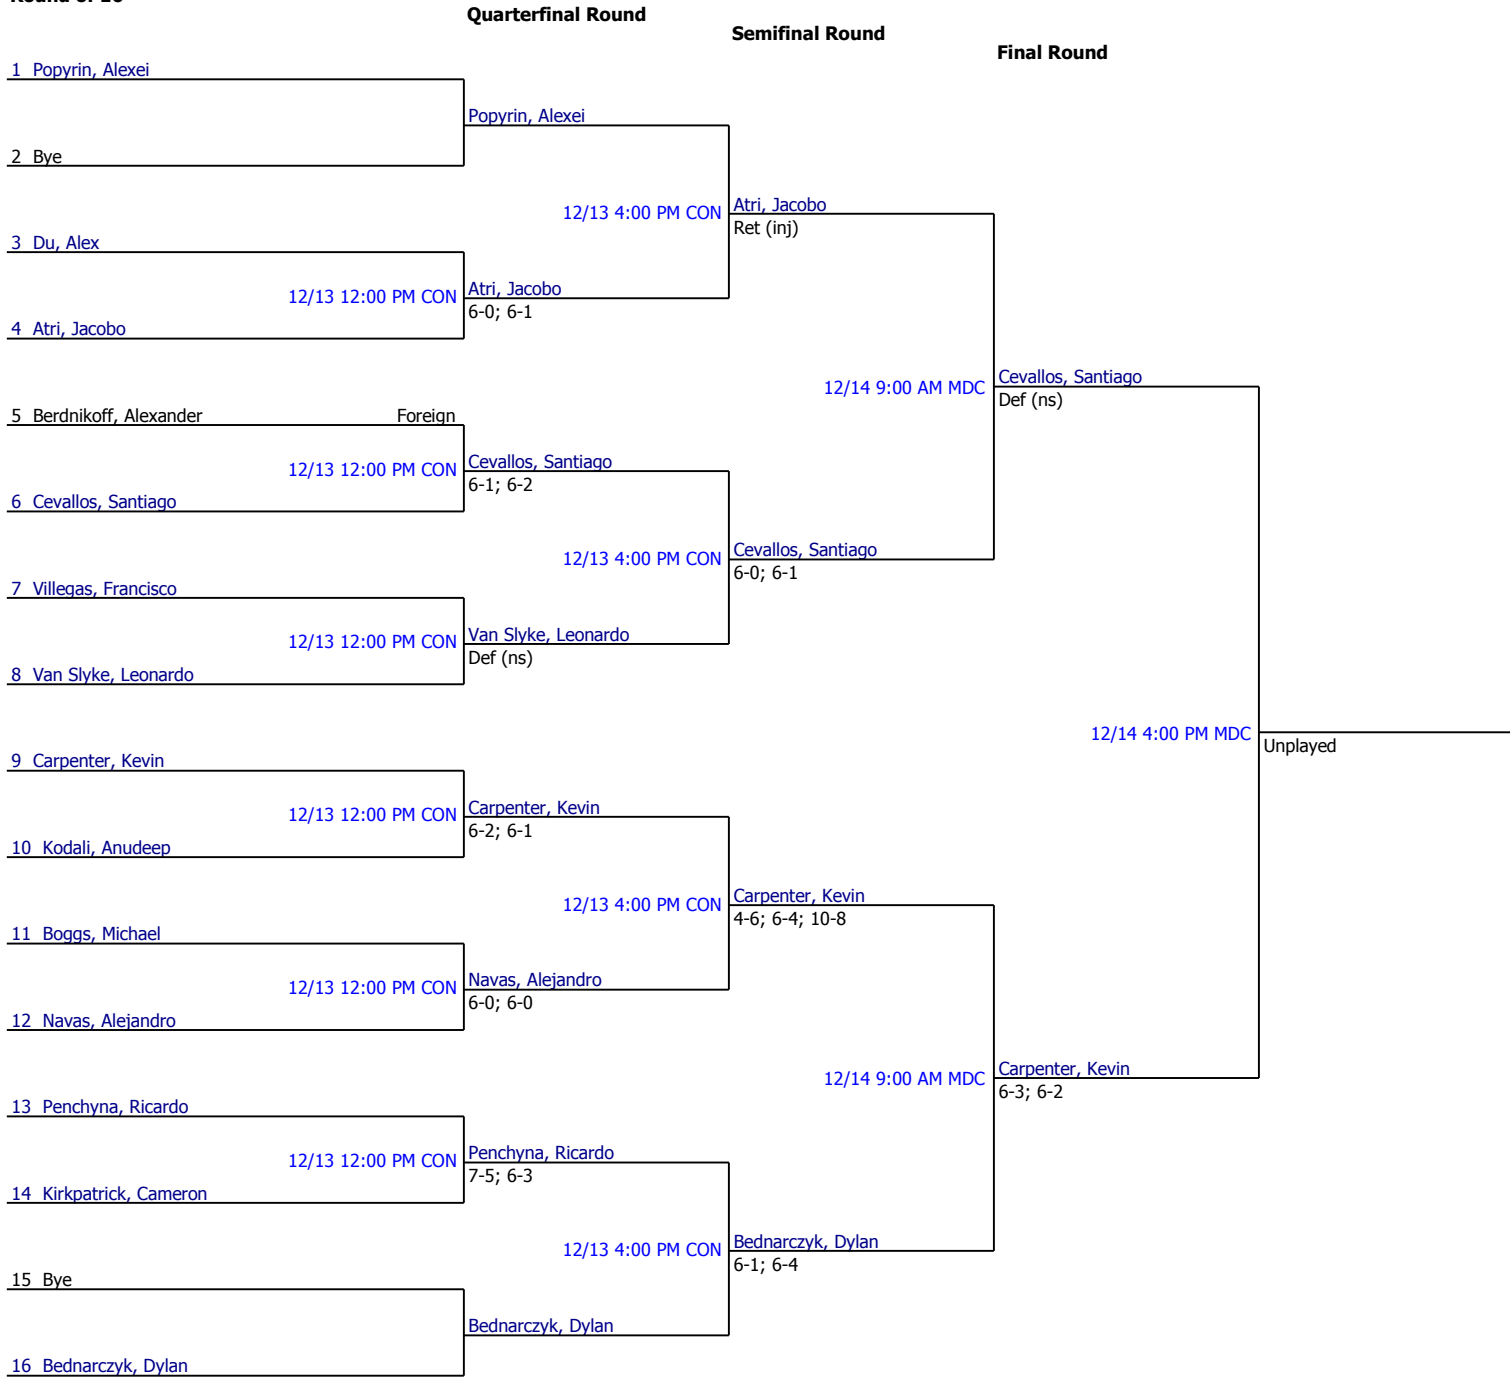 Quarterfinal Round
Semifinal Round
Final Round
1 Popyrin, Alexei
Popyrin, Alexei
2 Bye
12/13 4:00 PM CON
Atri, Jacobo
Ret (inj)
3 Du, Alex
12/13 12:00 PM CON
Atri, Jacobo
6-0; 6-1
4 Atri, Jacobo
12/14 9:00 AM MDC
Cevallos, Santiago
Def (ns)
5 Berdnikoff, Alexander Foreign
12/13 12:00 PM CON
Cevallos, Santiago
6-1; 6-2
6 Cevallos, Santiago
12/13 4:00 PM CON
Cevallos, Santiago
6-0; 6-1
7 Villegas, Francisco
12/13 12:00 PM CON
Van Slyke, Leonardo
Def (ns)
8 Van Slyke, Leonardo
12/14 4:00 PM MDC
Unplayed
9 Carpenter, Kevin
12/13 12:00 PM CON
Carpenter, Kevin
6-2; 6-1
10 Kodali, Anudeep
12/13 4:00 PM CON
Carpenter, Kevin
4-6; 6-4; 10-8
11 Boggs, Michael
12/13 12:00 PM CON
Navas, Alejandro
6-0; 6-0
12 Navas, Alejandro
12/14 9:00 AM MDC
Carpenter, Kevin
6-3; 6-2
13 Penchyna, Ricardo
12/13 12:00 PM CON
Penchyna, Ricardo
7-5; 6-3
14 Kirkpatrick, Cameron
12/13 4:00 PM CON
Bednarczyk, Dylan
6-1; 6-4
15 Bye
Bednarczyk, Dylan
16 Bednarczyk, Dylan